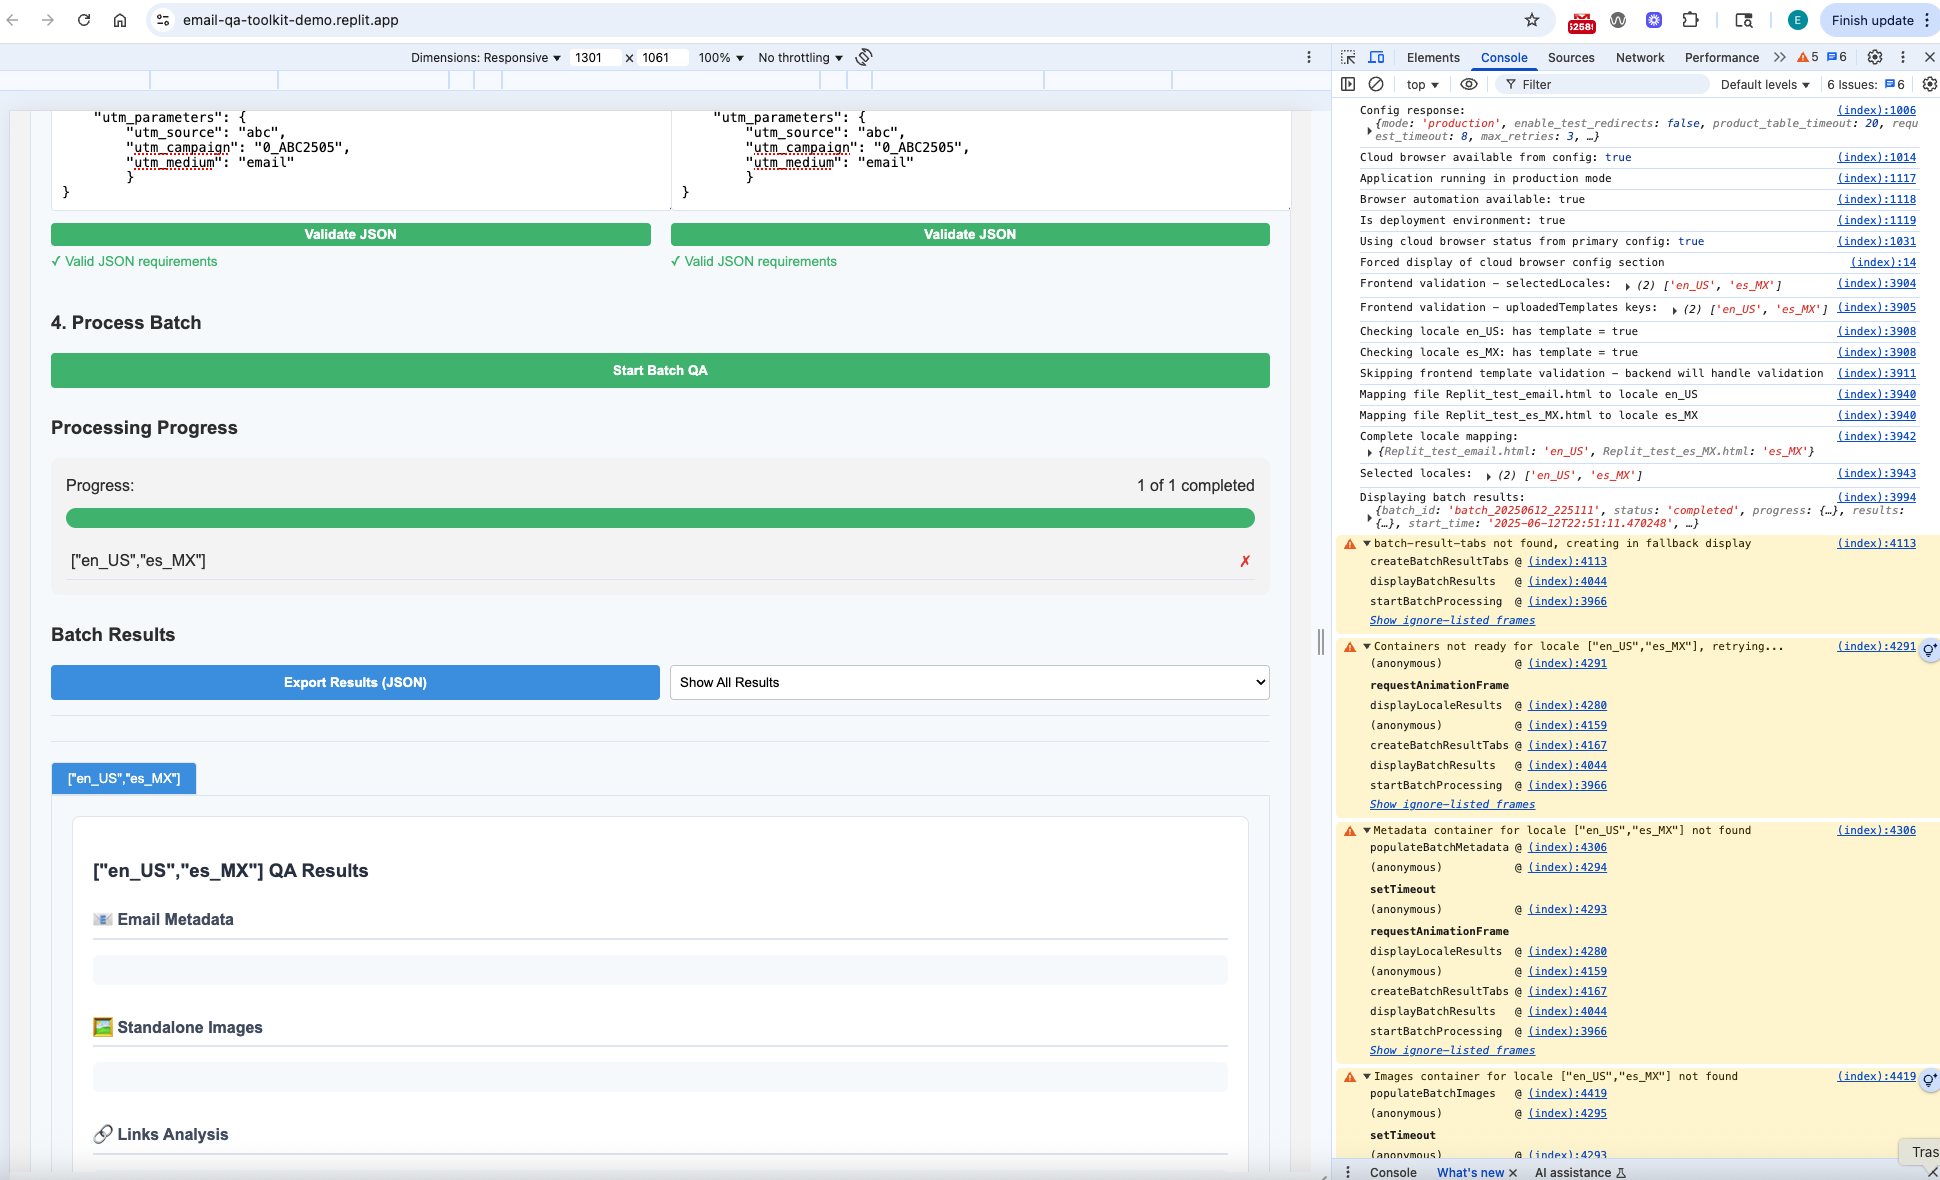 email-qa-toolkit-demo.replit.app
Finish update
Dimensions: Responsive 1301 x 1061 100% No throttling
Elements Console Sources Network Performance 5 6
top Filter Default levels 6 Issues: 6
"utm_parameters": {
"utm_source": "abc",
"utm_campaign": "0_ABC2505",
"utm_medium": "email"
}
}
"utm_parameters": {
"utm_source": "abc",
"utm_campaign": "0_ABC2505",
"utm_medium": "email"
}
}
Validate JSON
Validate JSON
✓ Valid JSON requirements
✓ Valid JSON requirements
4. Process Batch
Start Batch QA
Processing Progress
Progress: 1 of 1 completed
["en_US","es_MX"] ✗
Batch Results
Export Results (JSON)
Show All Results
["en_US","es_MX"]
["en_US","es_MX"] QA Results
Email Metadata
Standalone Images
Links Analysis
Config response: (index):1006
{mode: 'production', enable_test_redirects: false, product_table_timeout: 20, requ
est_timeout: 8, max_retries: 3, …}
Cloud browser available from config: true (index):1014
Application running in production mode (index):1117
Browser automation available: true (index):1118
Is deployment environment: true (index):1119
Using cloud browser status from primary config: true (index):1031
Forced display of cloud browser config section (index):14
Frontend validation - selectedLocales: (2) ['en_US', 'es_MX'] (index):3904
Frontend validation - uploadedTemplates keys: (2) ['en_US', 'es_MX'] (index):3905
Checking locale en_US: has template = true (index):3908
Checking locale es_MX: has template = true (index):3908
Skipping frontend template validation - backend will handle validation (index):3911
Mapping file Replit_test_email.html to locale en_US (index):3940
Mapping file Replit_test_es_MX.html to locale es_MX (index):3940
Complete locale mapping: (index):3942
{Replit_test_email.html: 'en_US', Replit_test_es_MX.html: 'es_MX'}
Selected locales: (2) ['en_US', 'es_MX'] (index):3943
Displaying batch results: (index):3994
{batch_id: 'batch_20250612_225111', status: 'completed', progress: {…}, results:
{…}, start_time: '2025-06-12T22:51:11.470248', …}
batch-result-tabs not found, creating in fallback display (index):4113
createBatchResultTabs @ (index):4113
displayBatchResults @ (index):4044
startBatchProcessing @ (index):3966
Show ignore-listed frames
Containers not ready for locale ["en_US","es_MX"], retrying... (index):4291
(anonymous) @ (index):4291
requestAnimationFrame
displayLocaleResults @ (index):4280
(anonymous) @ (index):4159
createBatchResultTabs @ (index):4167
displayBatchResults @ (index):4044
startBatchProcessing @ (index):3966
Show ignore-listed frames
Metadata container for locale ["en_US","es_MX"] not found (index):4306
populateBatchMetadata @ (index):4306
(anonymous) @ (index):4294
setTimeout
(anonymous) @ (index):4293
requestAnimationFrame
displayLocaleResults @ (index):4280
(anonymous) @ (index):4159
createBatchResultTabs @ (index):4167
displayBatchResults @ (index):4044
startBatchProcessing @ (index):3966
Show ignore-listed frames
Images container for locale ["en_US","es_MX"] not found (index):4419
populateBatchImages @ (index):4419
(anonymous) @ (index):4295
setTimeout
(anonymous) @ (index):4293
Tras
Console What's new AI assistance